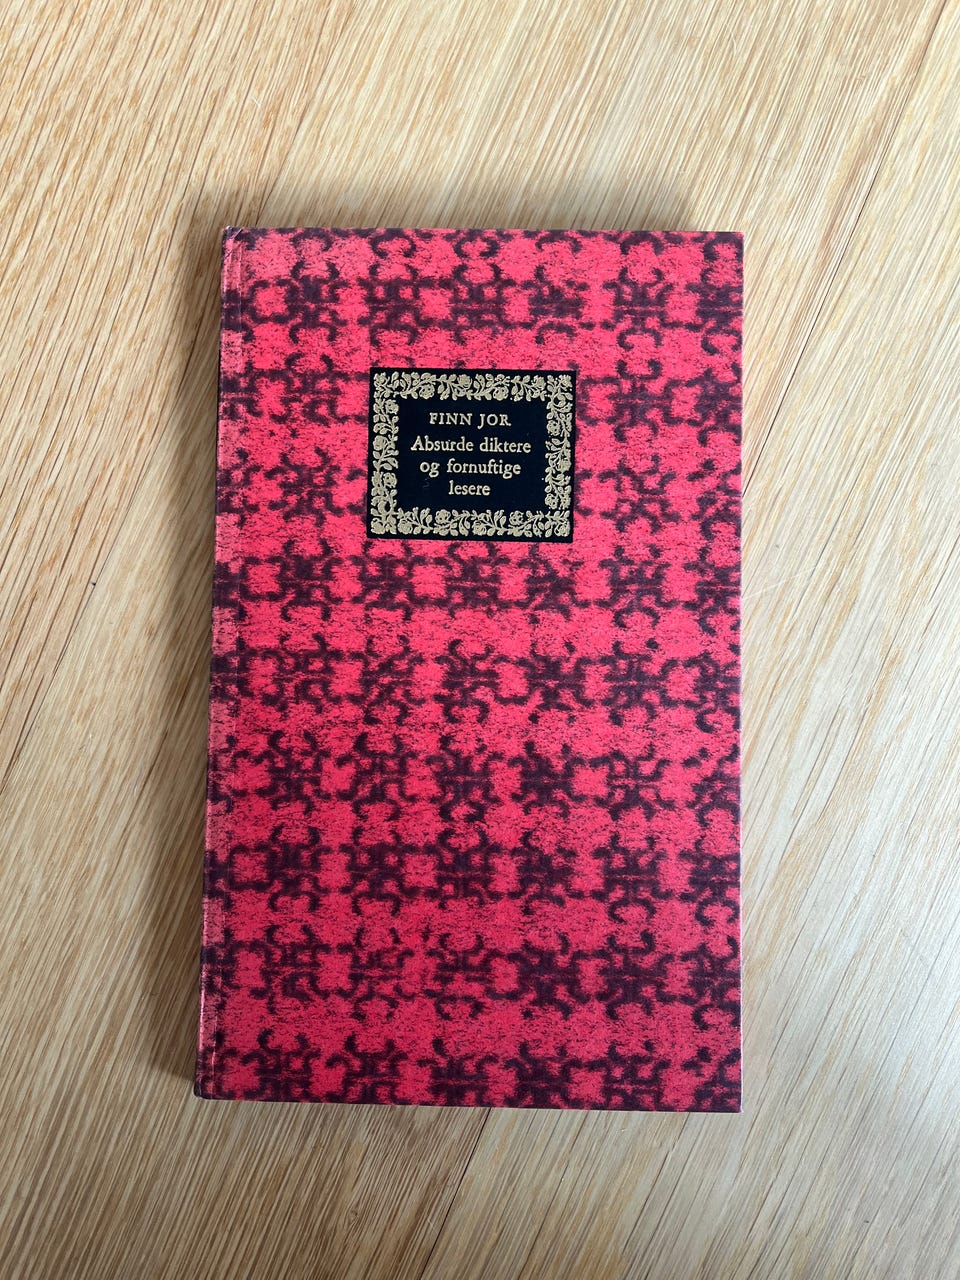 FINN JOR
Absurde diktere
og fornuftige
lesere